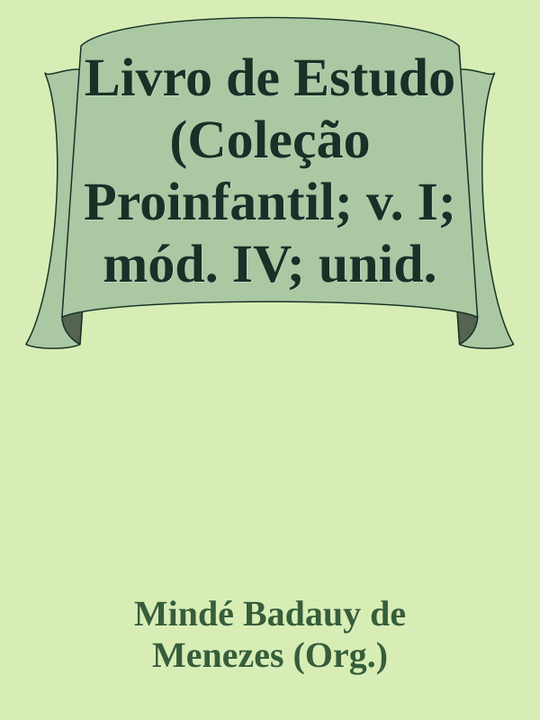 Livro de Estudo
(Coleção
Proinfantil; v. I;
mód. IV; unid.
Mindé Badauy de
Menezes (Org.)